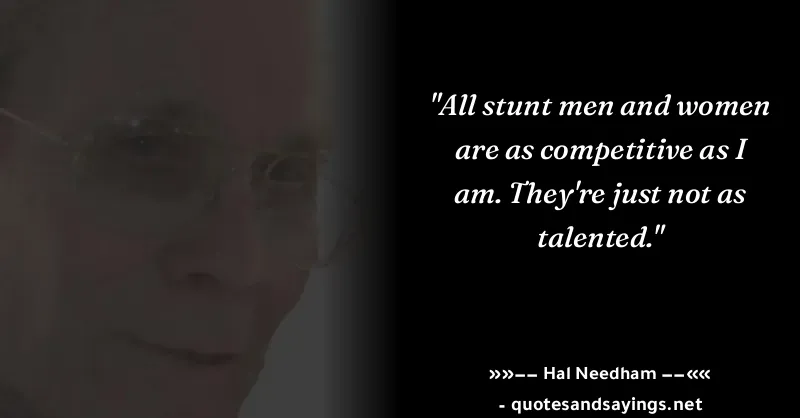 "All stunt men and women
are as competitive as I
am. They're just not as
talented."
»»–– Hal Needham ––««
- quotesandsayings.net